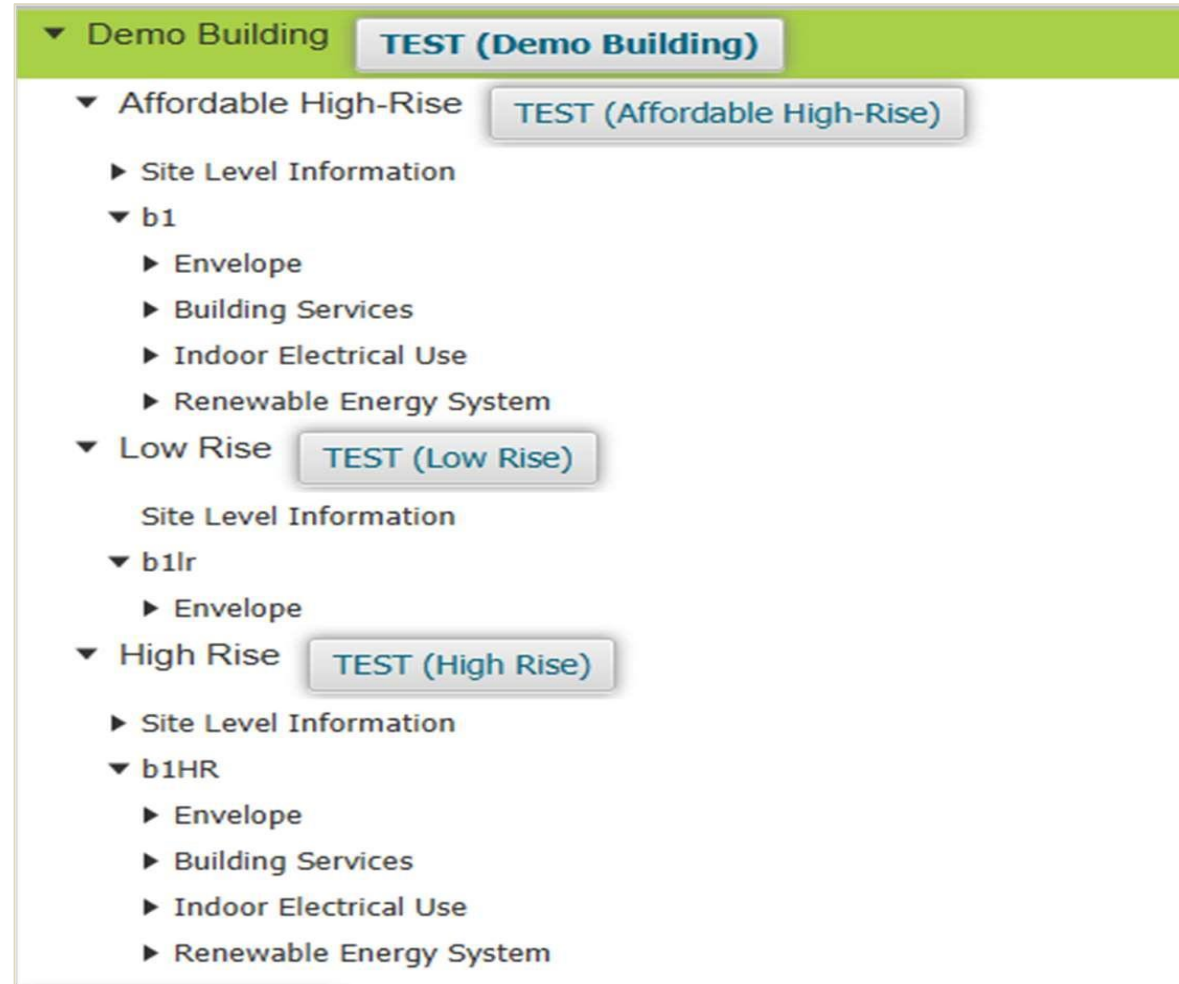 Demo Building TEST (Demo Building)
Affordable High-Rise TEST (Affordable High-Rise)
Site Level Information
b1
Envelope
Building Services
Indoor Electrical Use
Renewable Energy System
Low Rise TEST (Low Rise)
Site Level Information
b1lr
Envelope
High Rise TEST (High Rise)
Site Level Information
b1HR
Envelope
Building Services
Indoor Electrical Use
Renewable Energy System